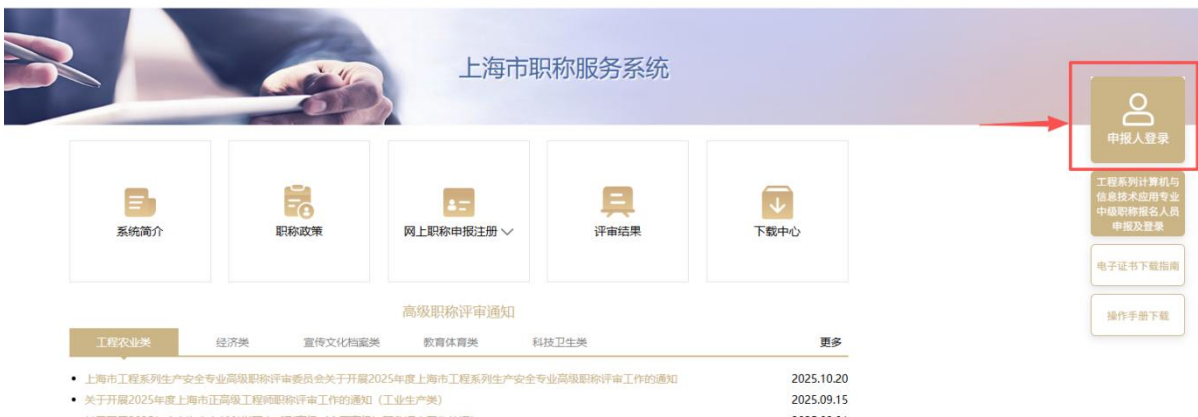 上海市职称服务系统
申报人登录
工程系列计算机与
信息技术应用专业
中级职称报名人员
申报及登录
系统简介
职称政策
网上职称申报注册
评审结果
下载中心
电子证书下载指南
操作手册下载
高级职称评审通知
工程农业类 经济类 宣传文化档案类 教育体育类 科技卫生类 更多
上海市工程系列生产安全专业高级职称评审委员会关于开展2025年度上海市工程系列生产安全专业高级职称评审工作的通知 2025.10.20
关于开展2025年度上海市正高级工程师职称评审工作的通知（工业生产类） 2025.09.15